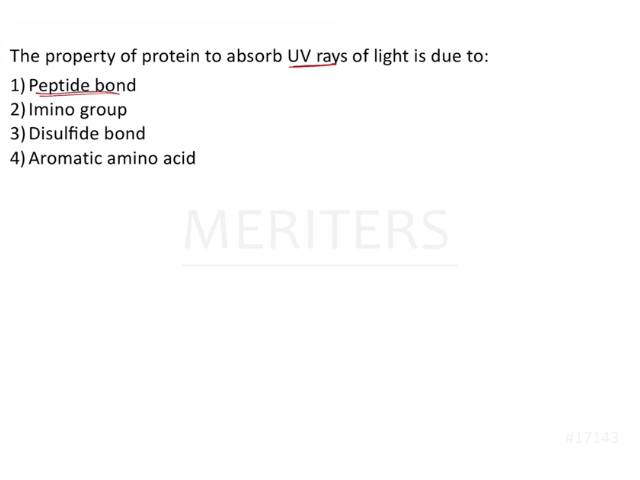 The property of protein to absorb UV rays of light is due to:
1) Peptide bond
2) Imino group
3) Disulfide bond
4) Aromatic amino acid
MERITERS
#17143